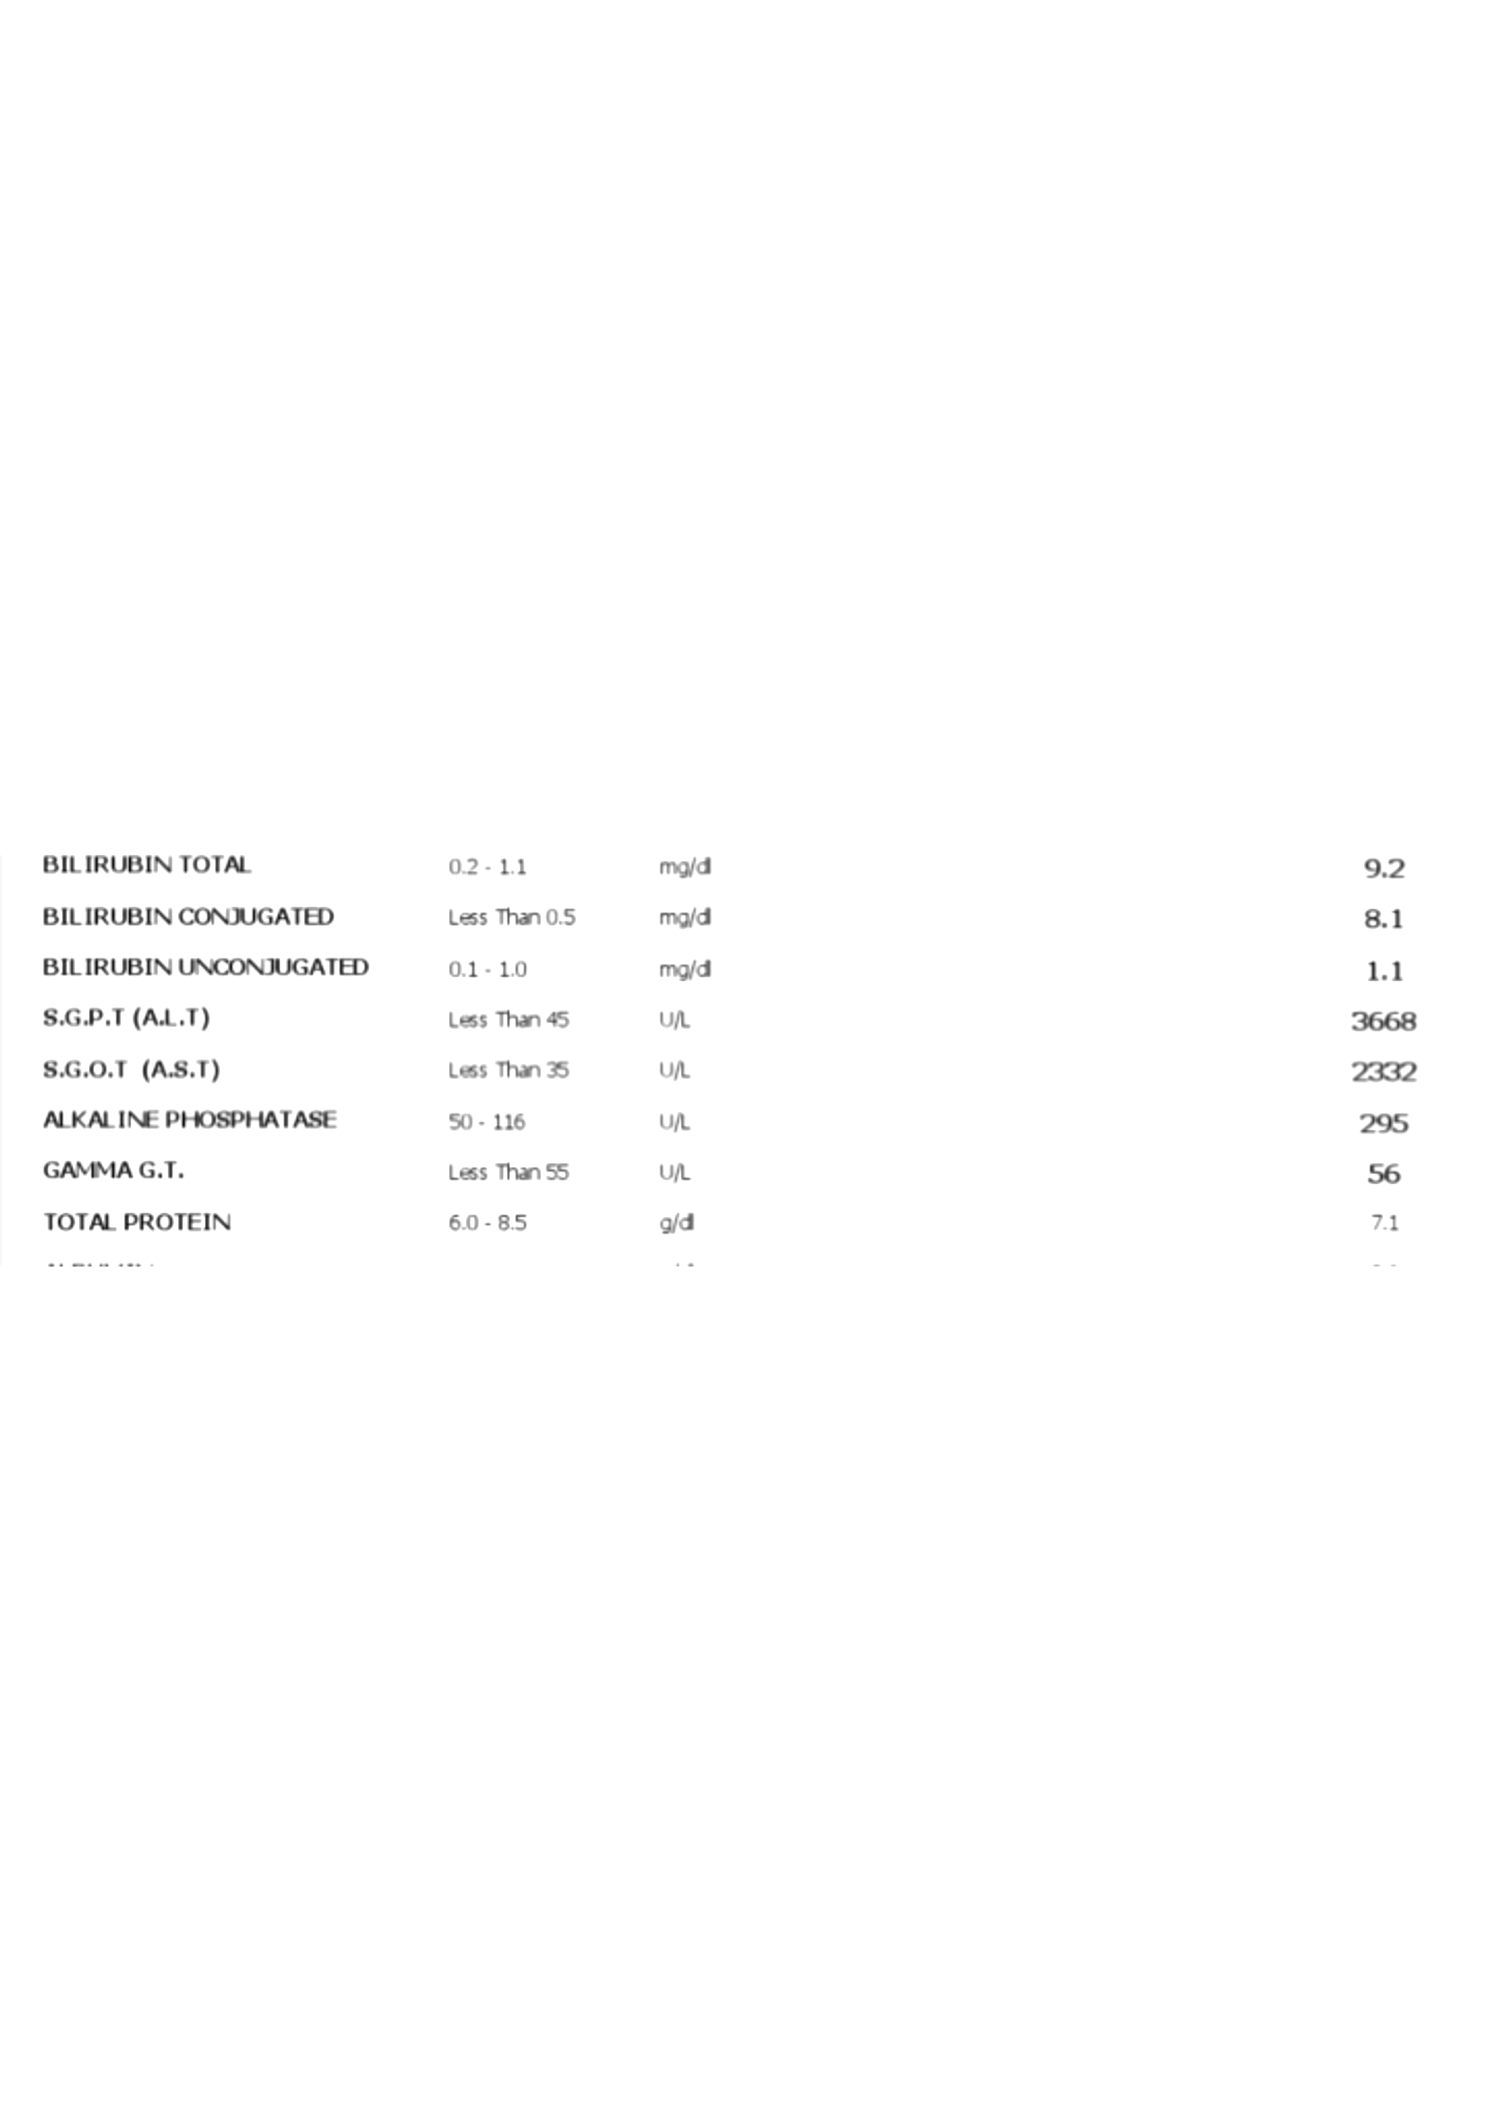 BILIRUBIN TOTAL 0.2 - 1.1 mg/dl 9.2
BILIRUBIN CONJUGATED Less Than 0.5 mg/dl 8.1
BILIRUBIN UNCONJUGATED 0.1 - 1.0 mg/dl 1.1
S.G.P.T (A.L.T) Less Than 45 U/L 3668
S.G.O.T (A.S.T) Less Than 35 U/L 2332
ALKALINE PHOSPHATASE 50 - 116 U/L 295
GAMMA G.T. Less Than 55 U/L 56
TOTAL PROTEIN 6.0 - 8.5 g/dl 7.1